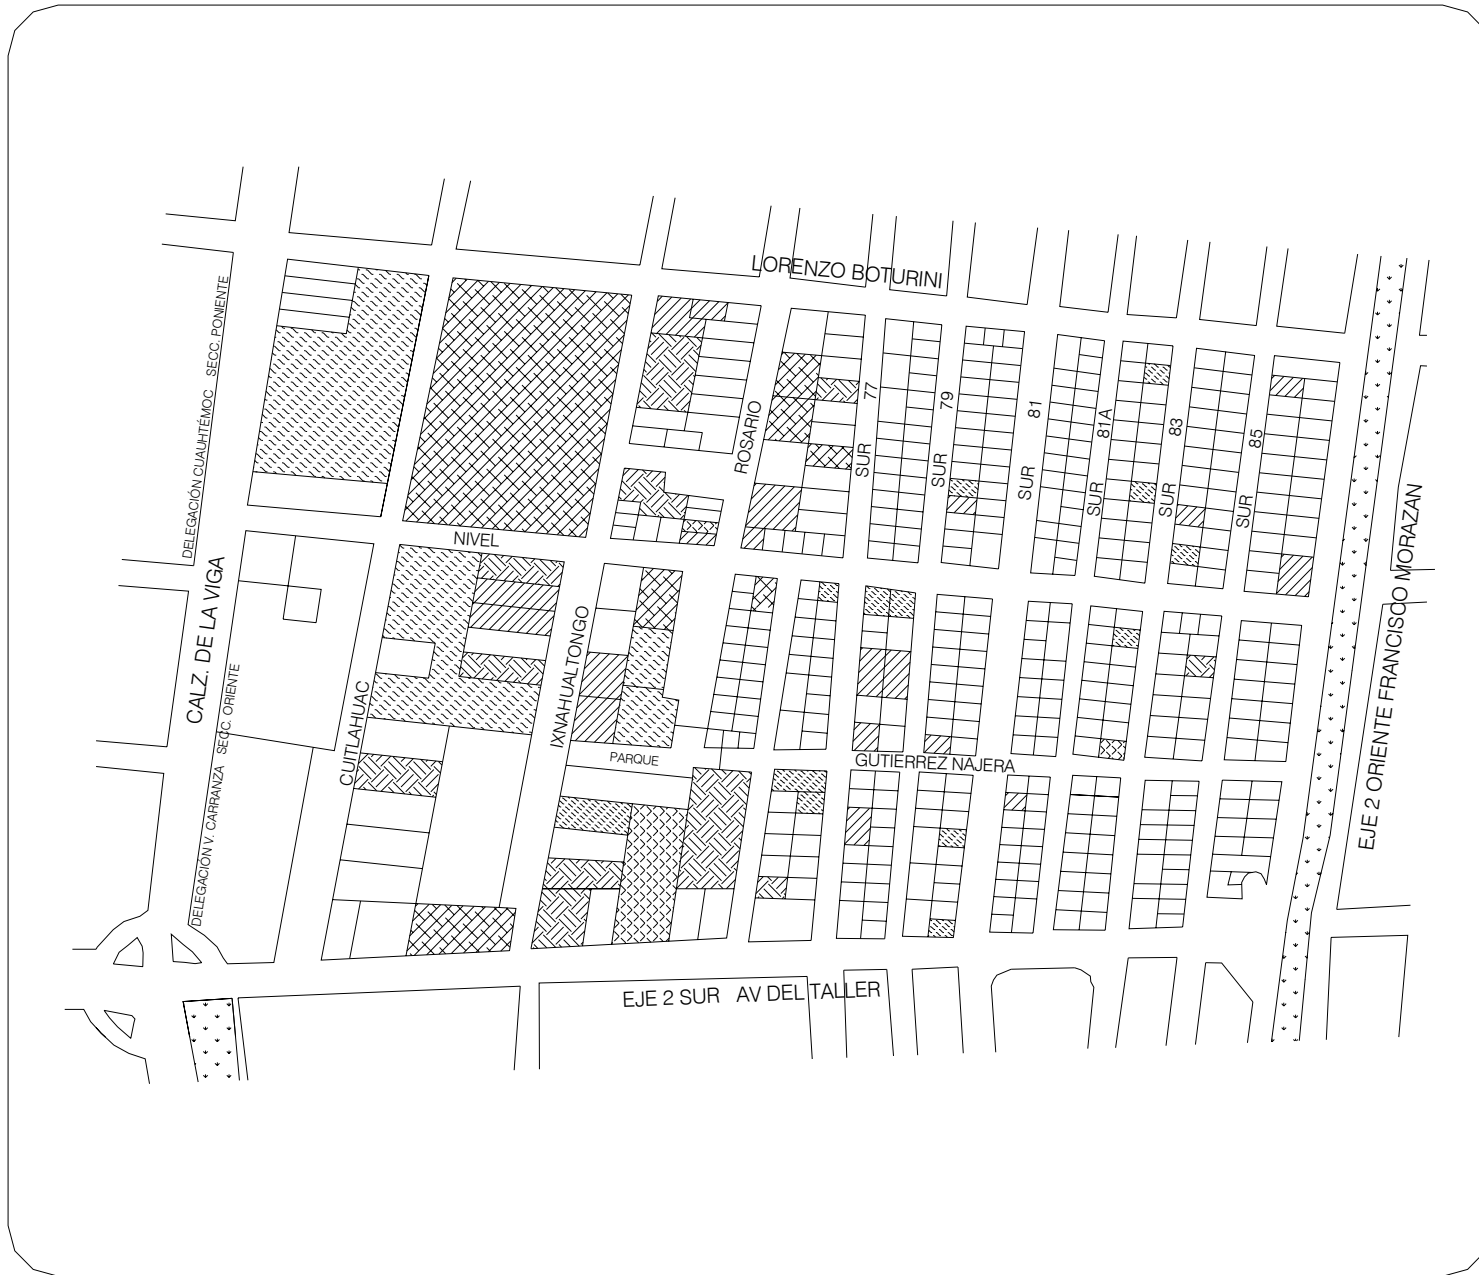 LORENZO BOTURINI
DELEGACIÓN CUAUHTÉMOC SECC. PONIENTE
CALZ. DE LA VIGA
DELEGACION V. CARRANZA SECC. ORIENTE
NIVEL
CUITLAHUAC
IXNAHUALTONGO
ROSARIO
SUR 77
SUR 79
SUR 81
SUR 81A
SUR 83
SUR 85
EJE 2 ORIENTE FRANCISCO MORAZAN
PARQUE
GUTIERREZ NAJERA
EJE 2 SUR AV DEL TALLER